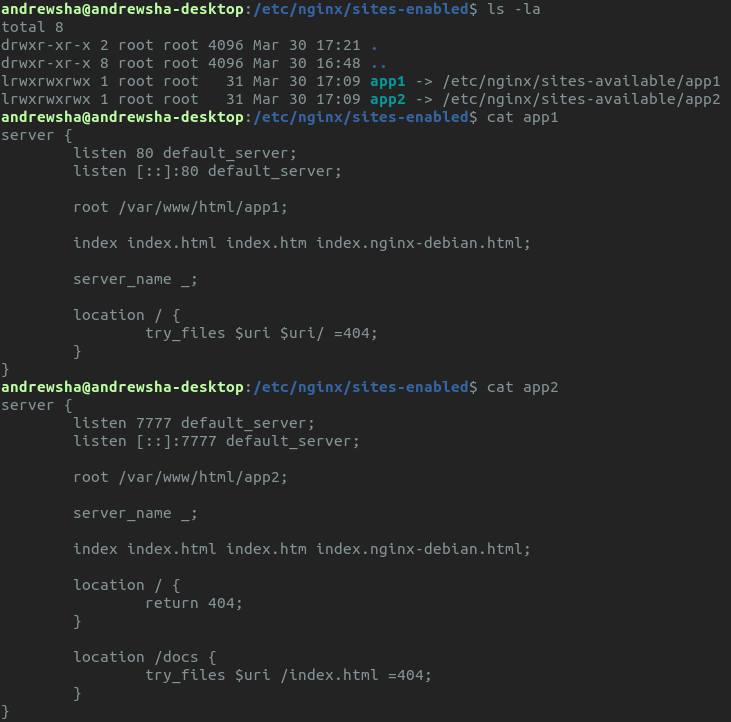 andrewsha@andrewsha-desktop:/etc/nginx/sites-enabled$ ls -la
total 8
drwxr-xr-x 2 root root 4096 Mar 30 17:21 .
drwxr-xr-x 8 root root 4096 Mar 30 16:48 ..
lrwxrwxrwx 1 root root   31 Mar 30 17:09 app1 -> /etc/nginx/sites-available/app1
lrwxrwxrwx 1 root root   31 Mar 30 17:09 app2 -> /etc/nginx/sites-available/app2
andrewsha@andrewsha-desktop:/etc/nginx/sites-enabled$ cat app1
server {
        listen 80 default_server;
        listen [::]:80 default_server;

        root /var/www/html/app1;

        index index.html index.htm index.nginx-debian.html;

        server_name _;

        location / {
                try_files $uri $uri/ =404;
        }
}
andrewsha@andrewsha-desktop:/etc/nginx/sites-enabled$ cat app2
server {
        listen 7777 default_server;
        listen [::]:7777 default_server;

        root /var/www/html/app2;

        server_name _;

        index index.html index.htm index.nginx-debian.html;

        location / {
                return 404;
        }

        location /docs {
                try_files $uri /index.html =404;
        }
}